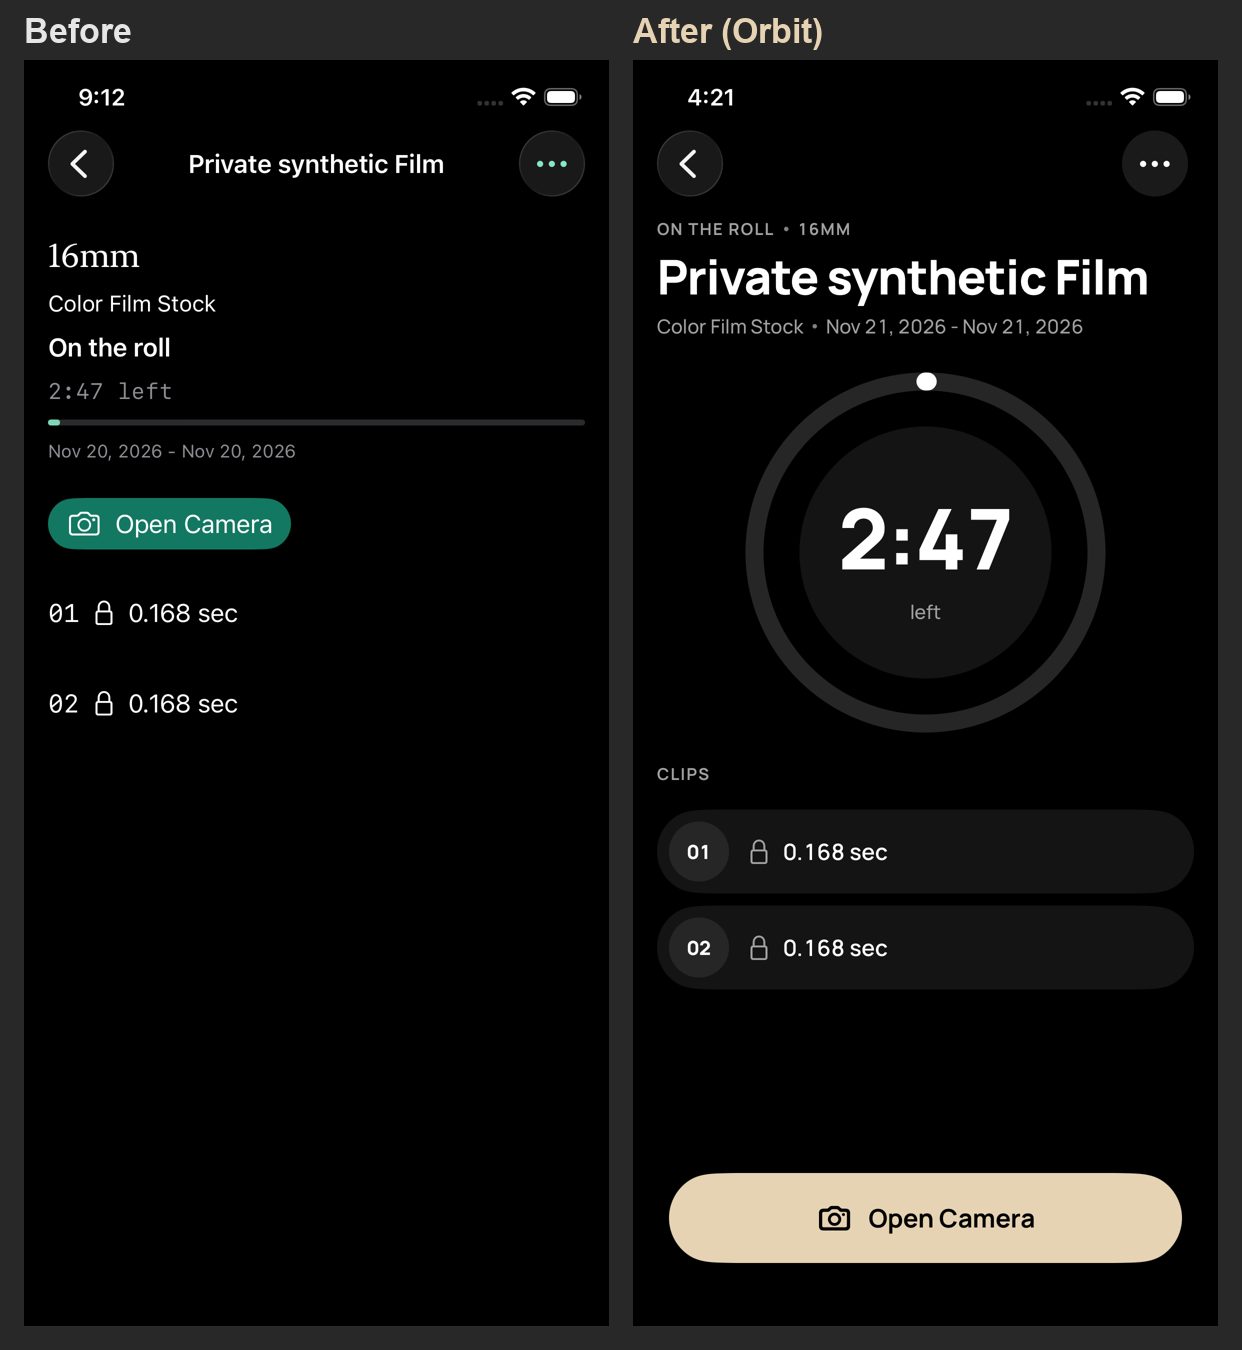 Before
9:12
Private synthetic Film
16mm
Color Film Stock
On the roll
2:47 left
Nov 20, 2026 - Nov 20, 2026
Open Camera
01 0.168 sec
02 0.168 sec
After (Orbit)
4:21
ON THE ROLL • 16MM
Private synthetic Film
Color Film Stock • Nov 21, 2026 - Nov 21, 2026
2:47
left
CLIPS
01 0.168 sec
02 0.168 sec
Open Camera